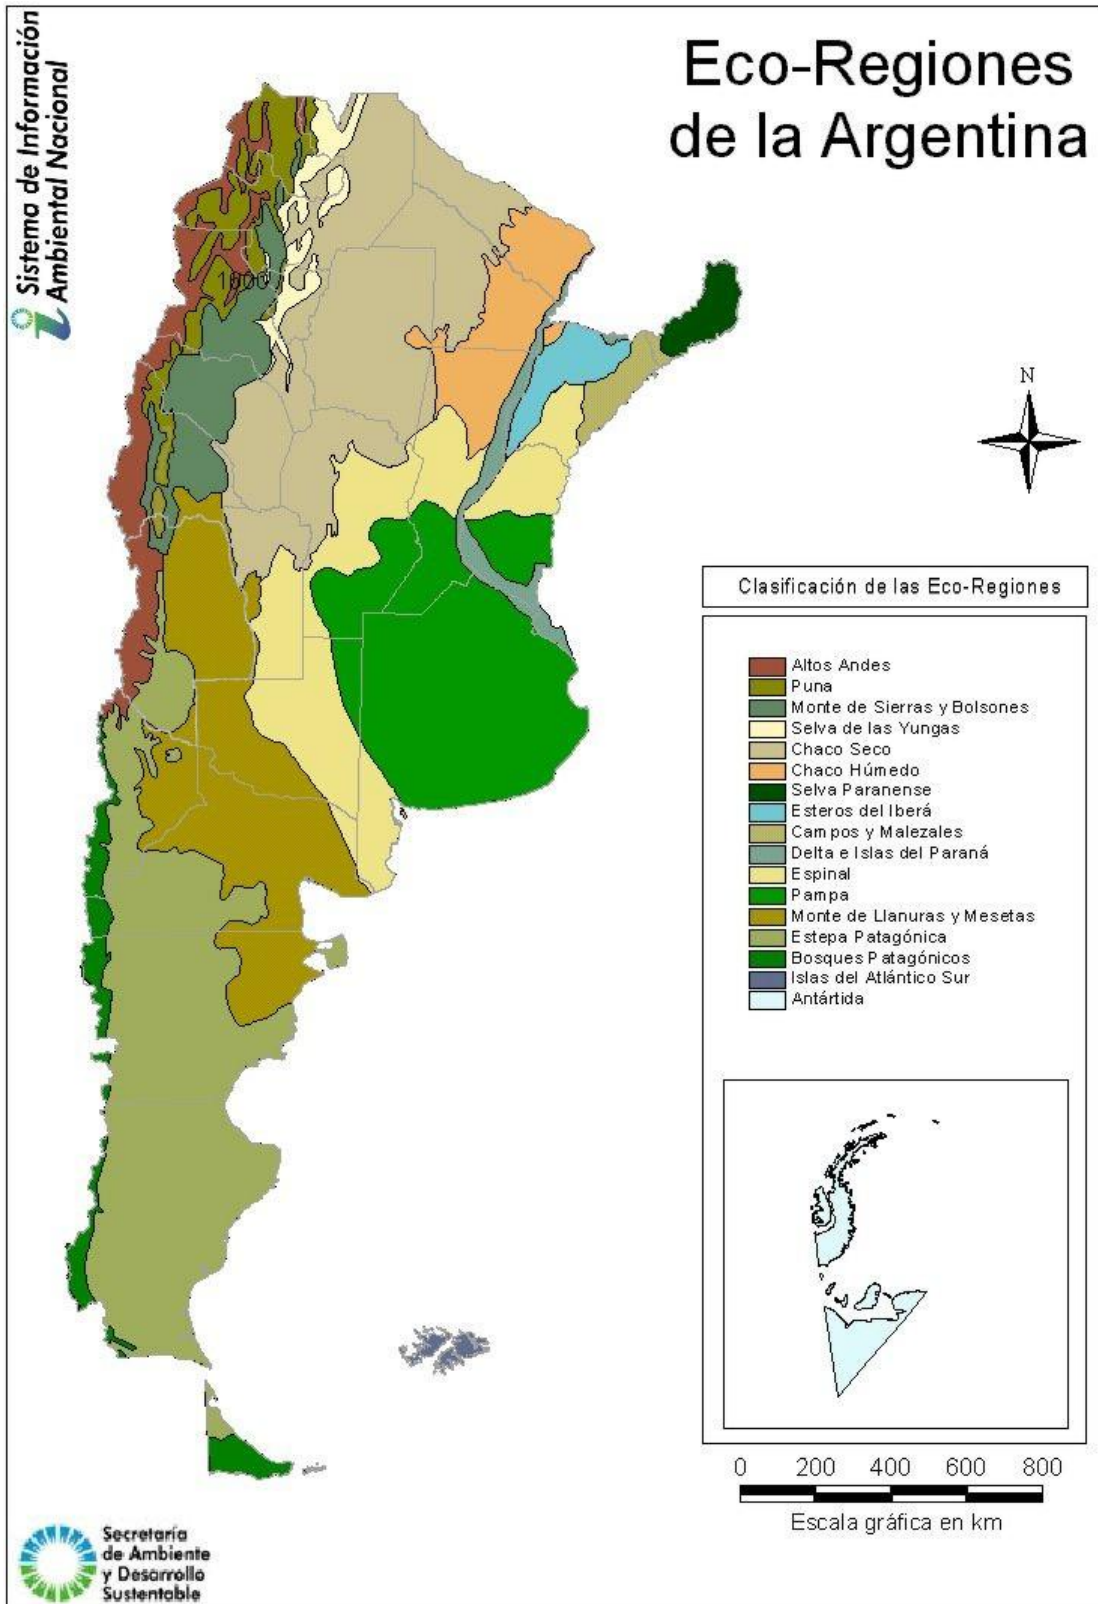 Sistema de Información
Ambiental Nacional
Eco-Regiones
de la Argentina
1000
N
Clasificación de las Eco-Regiones
Altos Andes
Puna
Monte de Sierras y Bolsones
Selva de las Yungas
Chaco Seco
Chaco Húmedo
Selva Paranense
Esteros del Iberá
Campos y Malezales
Delta e Islas del Paraná
Espinal
Pampa
Monte de Llanuras y Mesetas
Estepa Patagónica
Bosques Patagónicos
Islas del Atlántico Sur
Antártida
0 200 400 600 800
Escala gráfica en km
Secretaría
de Ambiente
y Desarrollo
Sustentable